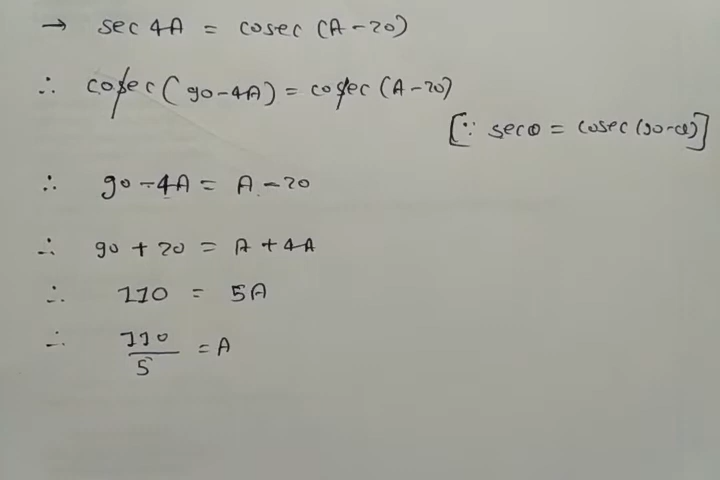 → sec 4A = cosec (A-20)
∴ cosec (90-4A) = cosec (A-20)
[∵ secθ = cosec (90-θ)]
∴ 90-4A = A-20
∴ 90+20 = A+4A
∴ 110 = 5A
∴ 110/5 = A